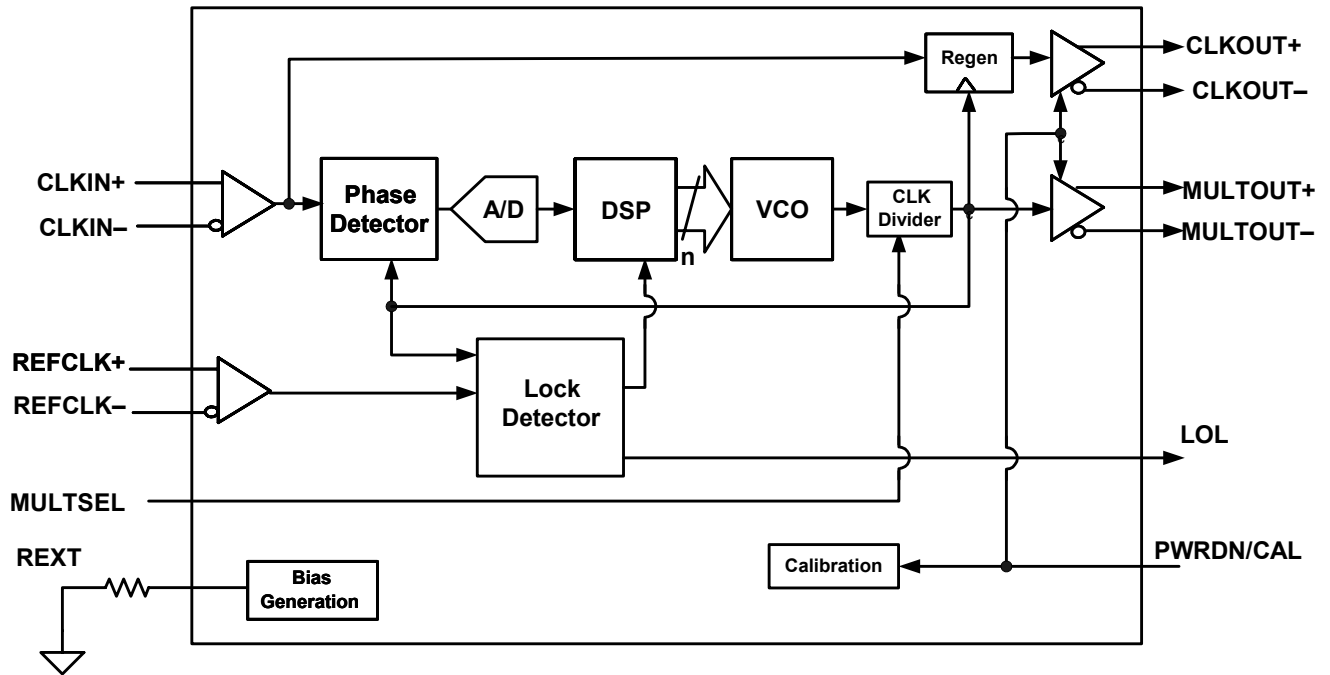 CLKOUT+
Regen
CLKOUT–
CLKIN+
Phase
Detector
A/D
DSP
VCO
CLK
Divider
MULTOUT+
CLKIN–
MULTOUT–
n
REFCLK+
Lock
Detector
REFCLK–
LOL
MULTSEL
REXT
PWRDN/CAL
Calibration
Bias
Generation